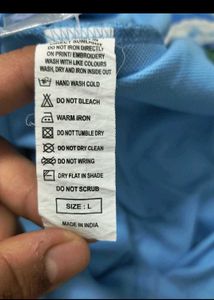 DO NOT IRON DIRECTLY
ON PRINT/ EMBROIDERY
WASH WITH LIKE COLOURS
WASH, DRY AND IRON INSIDE OUT
HAND WASH COLD
DO NOT BLEACH
WARM IRON
DO NOT TUMBLE DRY
DO NOT DRY CLEAN
DO NOT WRING
DRY FLAT IN SHADE
DO NOT SCRUB
SIZE : L
MADE IN INDIA